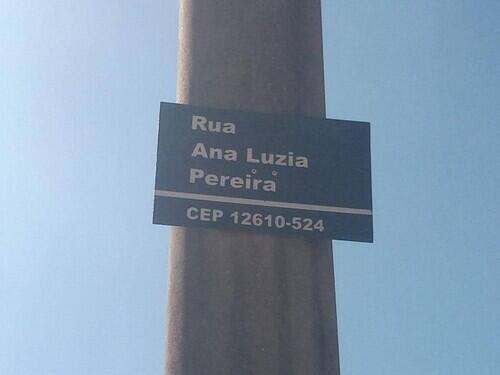 Rua
Ana Luzia
Pereira
CEP 12610-524